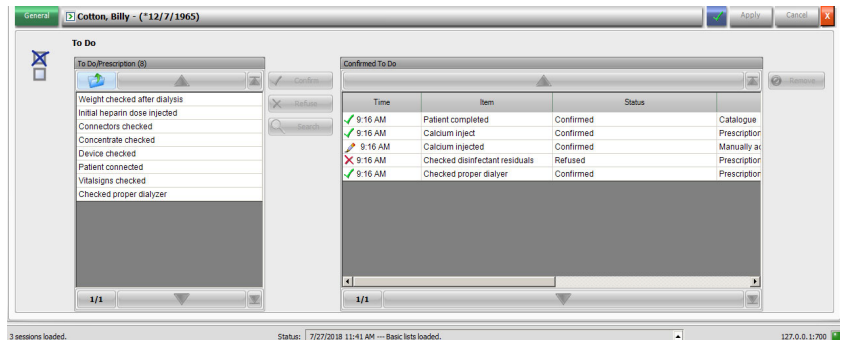 General Cotton, Billy - (*12/7/1965) Apply Cancel X
To Do
To Do/Prescription (8) Confirmed To Do
Confirm Remove
Time Item Status
Weight checked after dialysis Refuse
Initial heparin dose injected 9:16 AM Patient completed Confirmed Catalogue
Connectors checked Search 9:16 AM Calcium inject Confirmed Prescription
Concentrate checked 9:16 AM Calcium injected Confirmed Manually ac
Device checked 9:16 AM Checked disinfectant residuals Refused Prescription
Patient connected 9:16 AM Checked proper dialyer Confirmed Prescription
Vitalsigns checked
Checked proper dialyzer
1/1 1/1
3 sessions loaded. Status: 7/27/2018 11:41 AM --- Basic lists loaded. 127.0.0.1:700